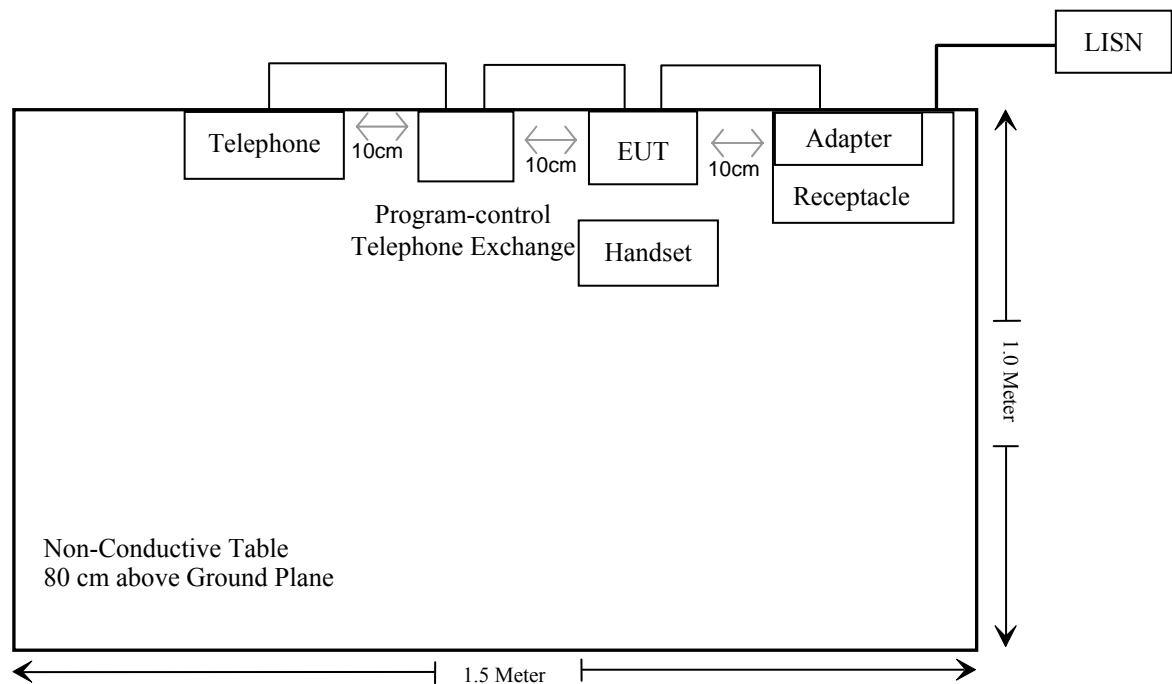 LISN
Telephone
10cm
10cm
EUT
10cm
Adapter
Receptacle
Program-control
Telephone Exchange
Handset
1.0 Meter
Non-Conductive Table
80 cm above Ground Plane
1.5 Meter